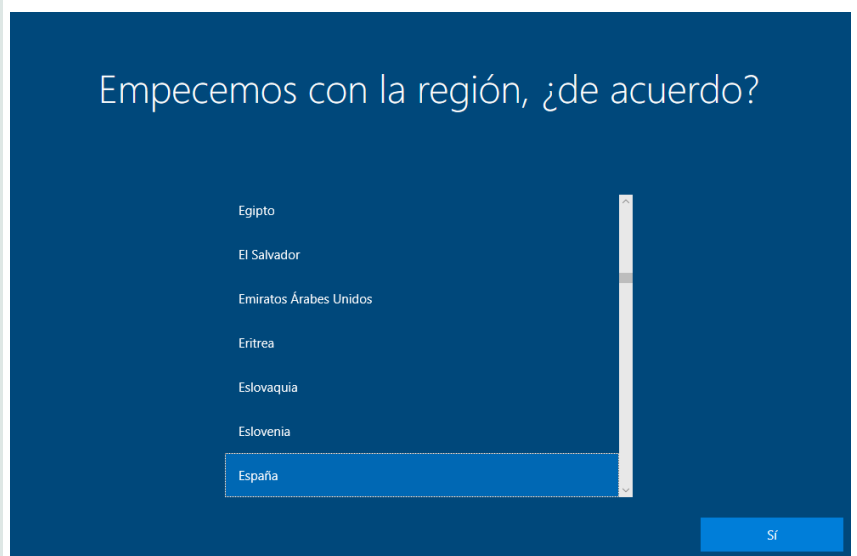 Empecemos con la región, ¿de acuerdo?
Egipto
El Salvador
Emiratos Árabes Unidos
Eritrea
Eslovaquia
Eslovenia
España
Sí